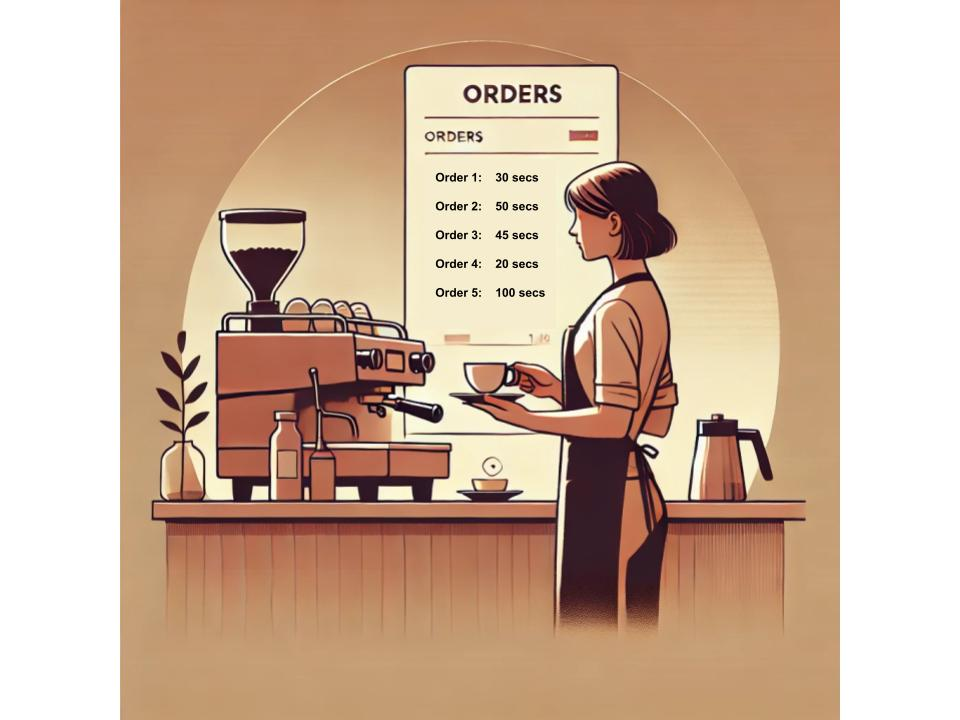 ORDERS
ORDERS
Order 1: 30 secs
Order 2: 50 secs
Order 3: 45 secs
Order 4: 20 secs
Order 5: 100 secs